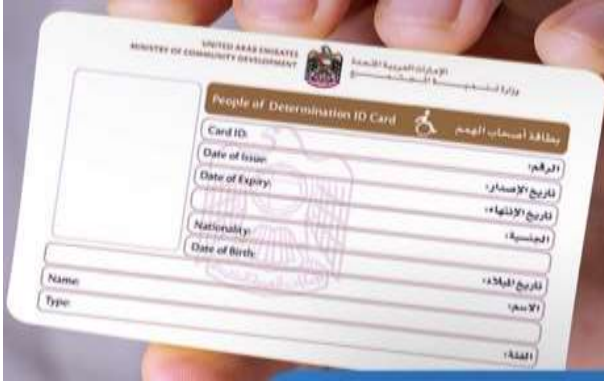 UNITED ARAB EMIRATES الإمارات العربية المتحدة
MINISTRY OF COMMUNITY DEVELOPMENT وزارة تنمية المجتمع
People of Determination ID Card بطاقة أصحاب الهمم
Card ID: الرقم:
Date of Issue: تاريخ الإصدار:
Date of Expiry: تاريخ الإنتهاء:
Nationality: الجنسية:
Date of Birth: تاريخ الميلاد:
Name: الاسم:
Type: الفئة: